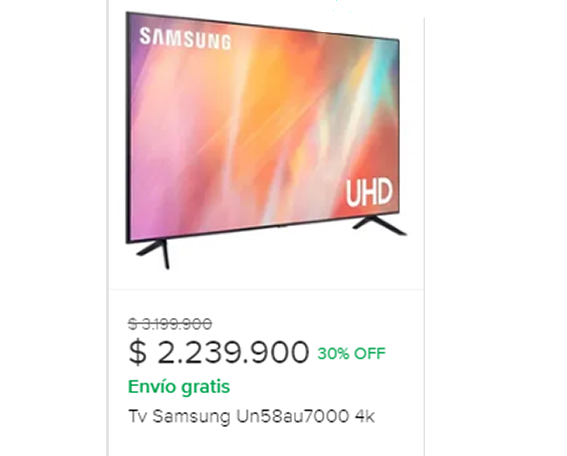 SAMSUNG
UHD
$ 3.199.900
$ 2.239.900 30% OFF
Envío gratis
Tv Samsung Un58au7000 4k